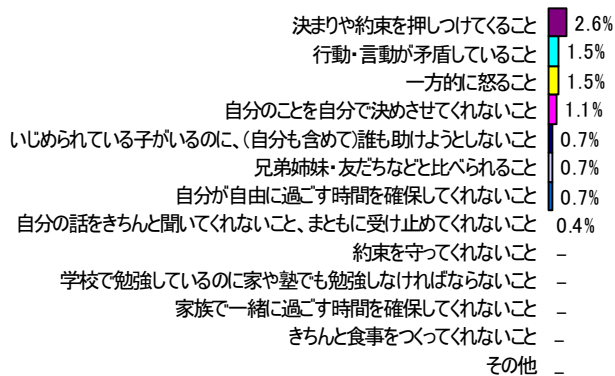 決まりや約束を押しつけてくること 2.6%
行動・言動が矛盾していること 1.5%
一方的に怒ること 1.5%
自分のことを自分で決めさせてくれないこと 1.1%
いじめられている子がいるのに、(自分も含めて)誰も助けようとしないこと 0.7%
兄弟姉妹・友だちなどと比べられること 0.7%
自分が自由に過ごす時間を確保してくれないこと 0.7%
自分の話をきちんと聞いてくれないこと、まともに受け止めてくれないこと 0.4%
約束を守ってくれないこと –
学校で勉強しているのに家や塾でも勉強しなければならないこと –
家族で一緒に過ごす時間を確保してくれないこと –
きちんと食事をつくってくれないこと –
その他 –